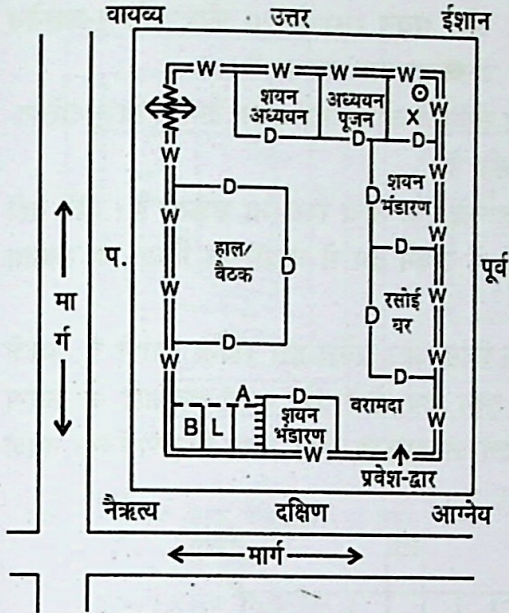 वायव्य उत्तर ईशान
W W W W
शयन अध्ययन
अध्ययन पूजन
X
W W
D D D
D शयन
भंडारण
W
D
W
प. हाल/
वैठक
D
D
W
पूर्व
मार्ग
रसोई
घर
D
W
D
D
W
W
A D
वरामदा
B L शयन
भंडारण
W
W
प्रवेश-द्वार
नैऋत्य दक्षिण आग्नेय
मार्ग